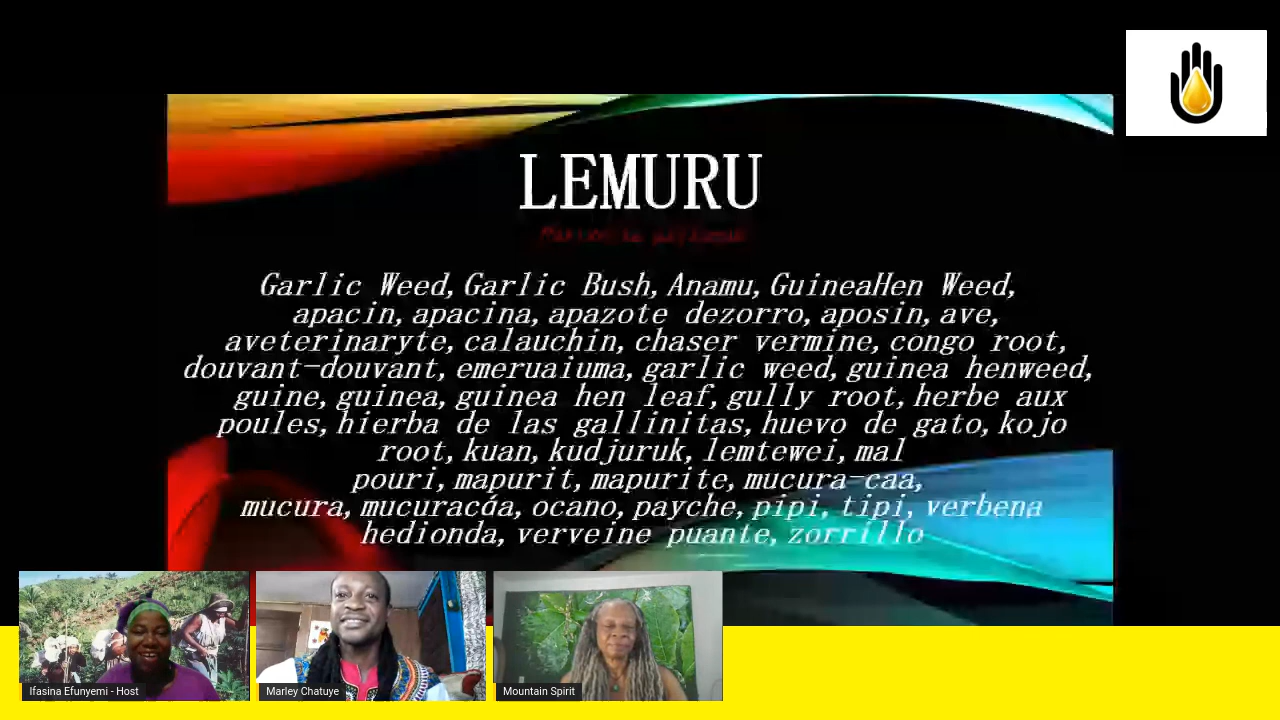 LEMURU
Garlic Weed, Garlic Bush, Anamu, GuineaHen Weed,
apacin, apacina, apazote dezorro, aposin, ave,
aveterinaryte, calauchin, chaser vermine, congo root,
douvant-douvant, emeruaiuma, garlic weed, guinea henweed,
guine, guinea, guinea hen leaf, gully root, herbe aux
poules, hierba de las gallinitas, huevo de gato, kojo
root, kuan, kudjuruk, lemtewei, mal
pouri, mapurit, mapurite, mucura-caa,
mucura, mucuracáa, ocano, payche, pipi, tipi, verbena
hedionda, verveine puante, zorrillo
Ifasina Efunyemi - Host
Marley Chatuye
Mountain Spirit